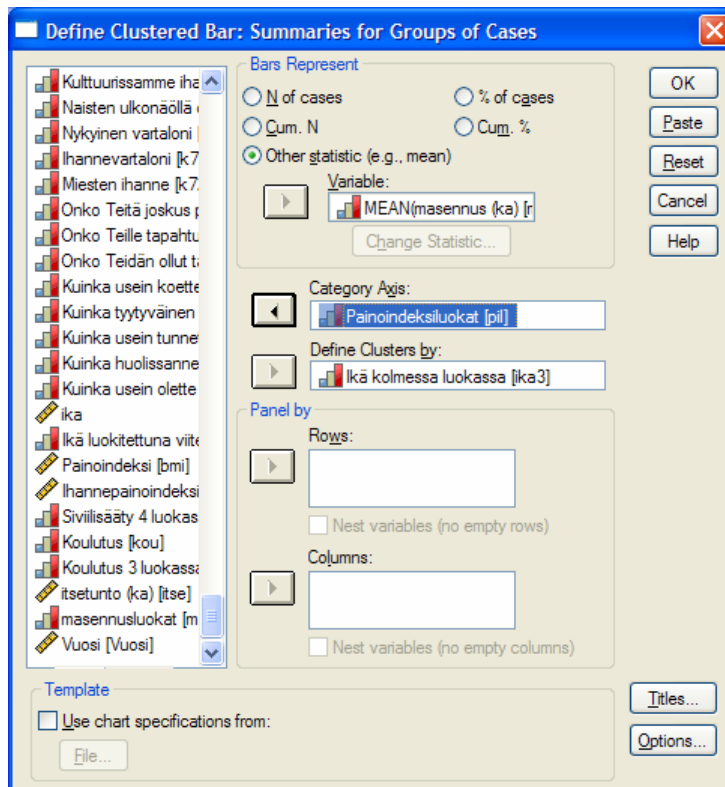 Define Clustered Bar: Summaries for Groups of Cases
Kulttuurissamme iha
Naisten ulkonäöllä
Nykyinen vartaloni [
Ihannevartaloni [k7
Miesten ihanne [k7
Onko Teitä joskus p
Onko Teille tapahtu
Onko Teidän ollut ta
Kuinka usein koette
Kuinka tyytyväinen
Kuinka usein tunnet
Kuinka huolissanne
Kuinka usein olette
ika
Ikä luokitettuna viite
Painoindeksi [bmi]
Ihannepainoindeksi
Siviilisääty 4 luokas
Koulutus [kou]
Koulutus 3 luokassa
itsetunto (ka) [itse]
masennusluokat [m
Vuosi [Vuosi]
Bars Represent
N of cases
% of cases
Cum. N
Cum. %
Other statistic (e.g., mean)
Variable:
MEAN(masennus (ka) [r
Change Statistic...
Category Axis:
Painoindeksiluokat [pil]
Define Clusters by:
Ikä kolmessa luokassa [ika3]
Panel by
Rows:
Nest variables (no empty rows)
Columns:
Nest variables (no empty columns)
OK
Paste
Reset
Cancel
Help
Template
Use chart specifications from:
File...
Titles...
Options...